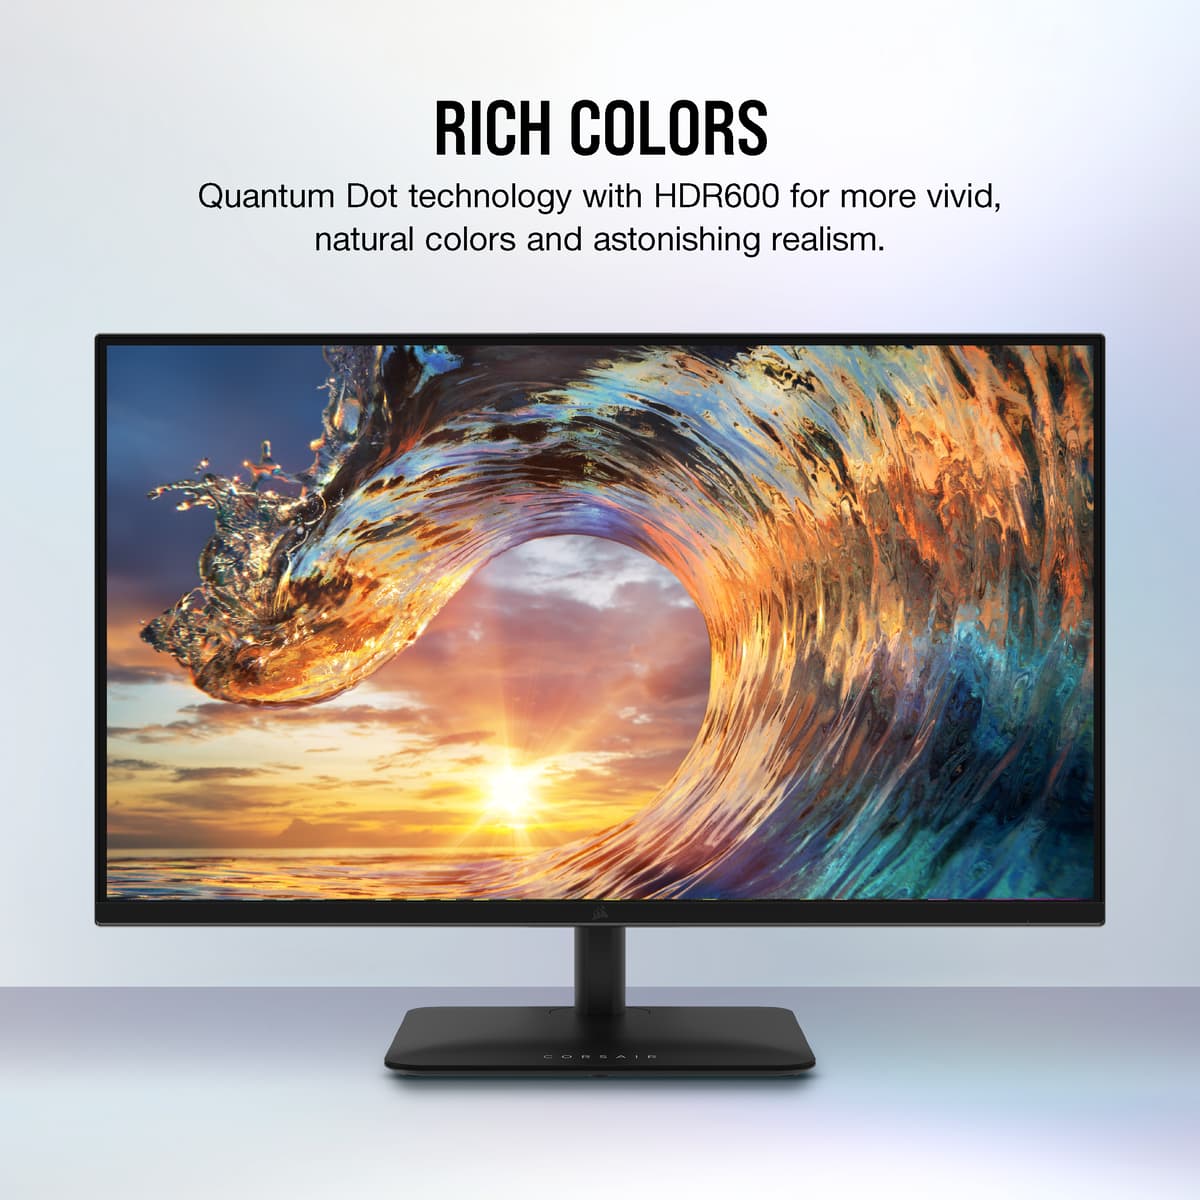 RICH COLORS
Quantum Dot technology with HDR600 for more vivid,
natural colors and astonishing realism.
CORSAIR